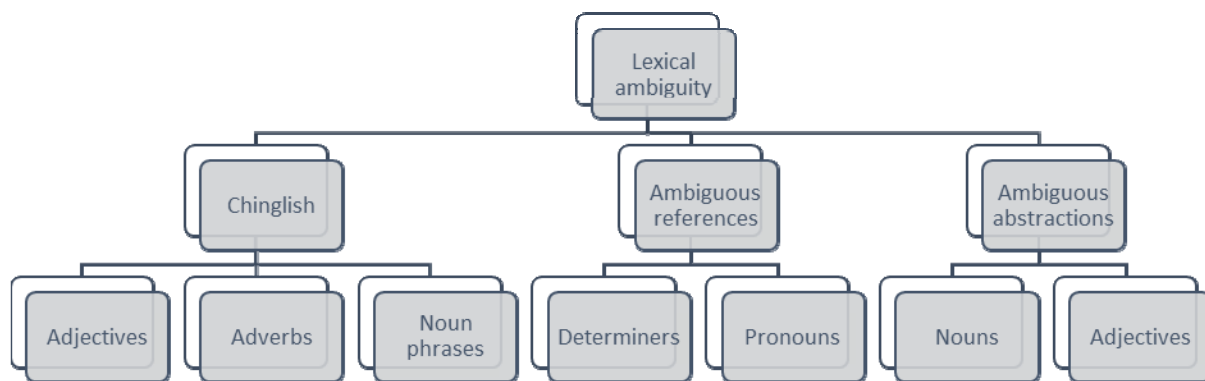 Lexical
ambiguity
Chinglish
Ambiguous
references
Ambiguous
abstractions
Adjectives
Adverbs
Noun
phrases
Determiners
Pronouns
Nouns
Adjectives